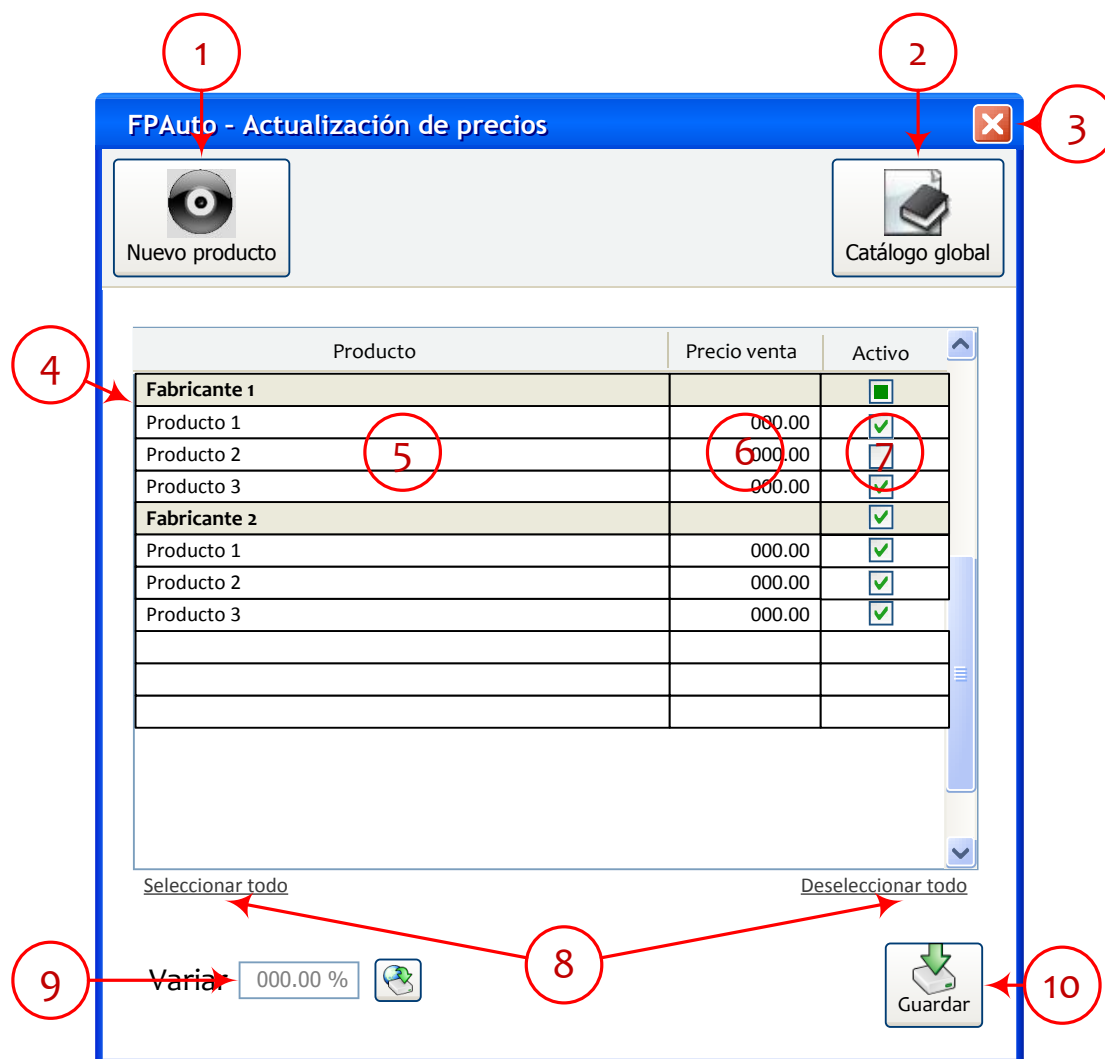 1
2
FPAuto - Actualización de precios
3
Nuevo producto
Catálogo global
4
Producto Precio venta Activo
Fabricante 1
Producto 1 000.00
Producto 2 000.00
5 6 7
Producto 3 000.00
Fabricante 2
Producto 1 000.00
Producto 2 000.00
Producto 3 000.00
Seleccionar todo Deseleccionar todo
8
9 Variar 000.00 %
Guardar
10